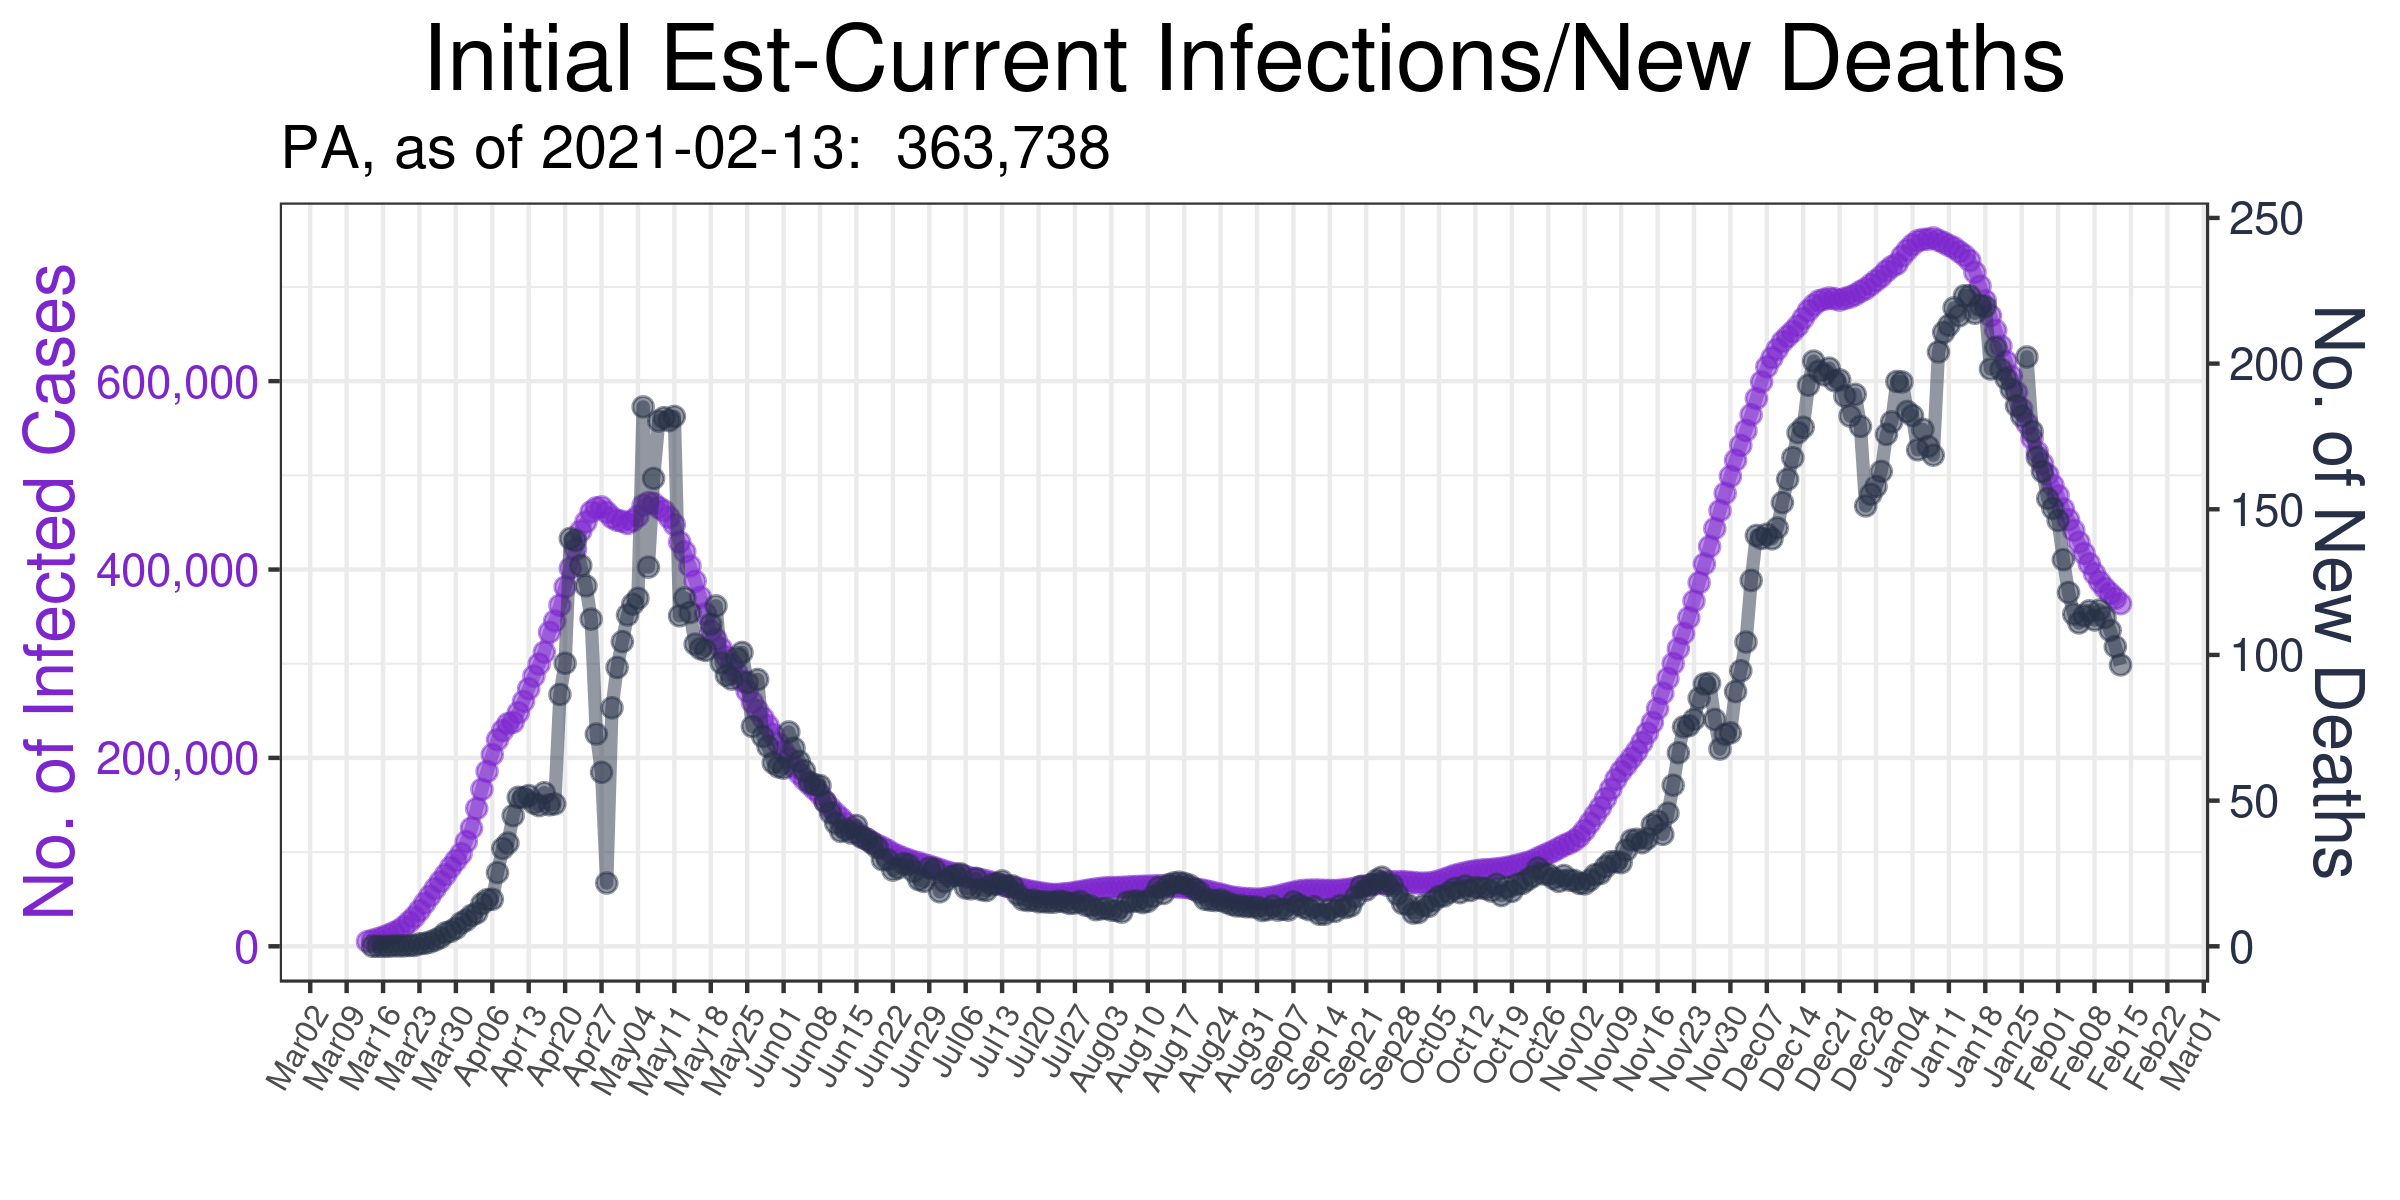 Initial Est-Current Infections/New Deaths
PA, as of 2021-02-13:  363,738
No. of Infected Cases
600,000
400,000
200,000
0
250
200
150
100
50
0
No. of New Deaths
Mar02
Mar09
Mar16
Mar23
Mar30
Apr06
Apr13
Apr20
Apr27
May04
May11
May18
May25
Jun01
Jun08
Jun15
Jun22
Jun29
Jul06
Jul13
Jul20
Jul27
Aug03
Aug10
Aug17
Aug24
Aug31
Sep07
Sep14
Sep21
Sep28
Oct05
Oct12
Oct19
Oct26
Nov02
Nov09
Nov16
Nov23
Nov30
Dec07
Dec14
Dec21
Dec28
Jan04
Jan11
Jan18
Jan25
Feb01
Feb08
Feb15
Feb22
Mar01